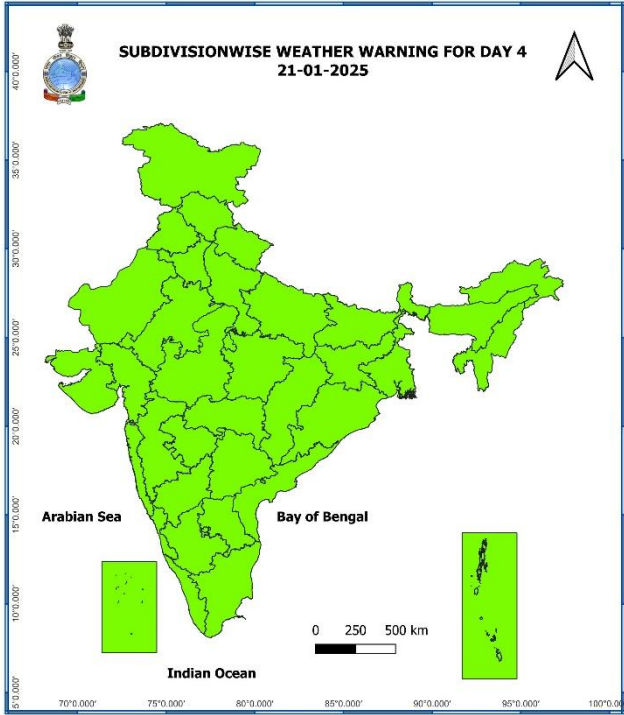 SUBDIVISIONWISE WEATHER WARNING FOR DAY 4
21-01-2025
40°0.000'
35°0.000'
30°0.000'
25°0.000'
20°0.000'
15°0.000'
10°0.000'
5°0.000'
Arabian Sea
Bay of Bengal
0 250 500 km
Indian Ocean
70°0.000' 75°0.000' 80°0.000' 85°0.000' 90°0.000' 95°0.000' 100°0.000'